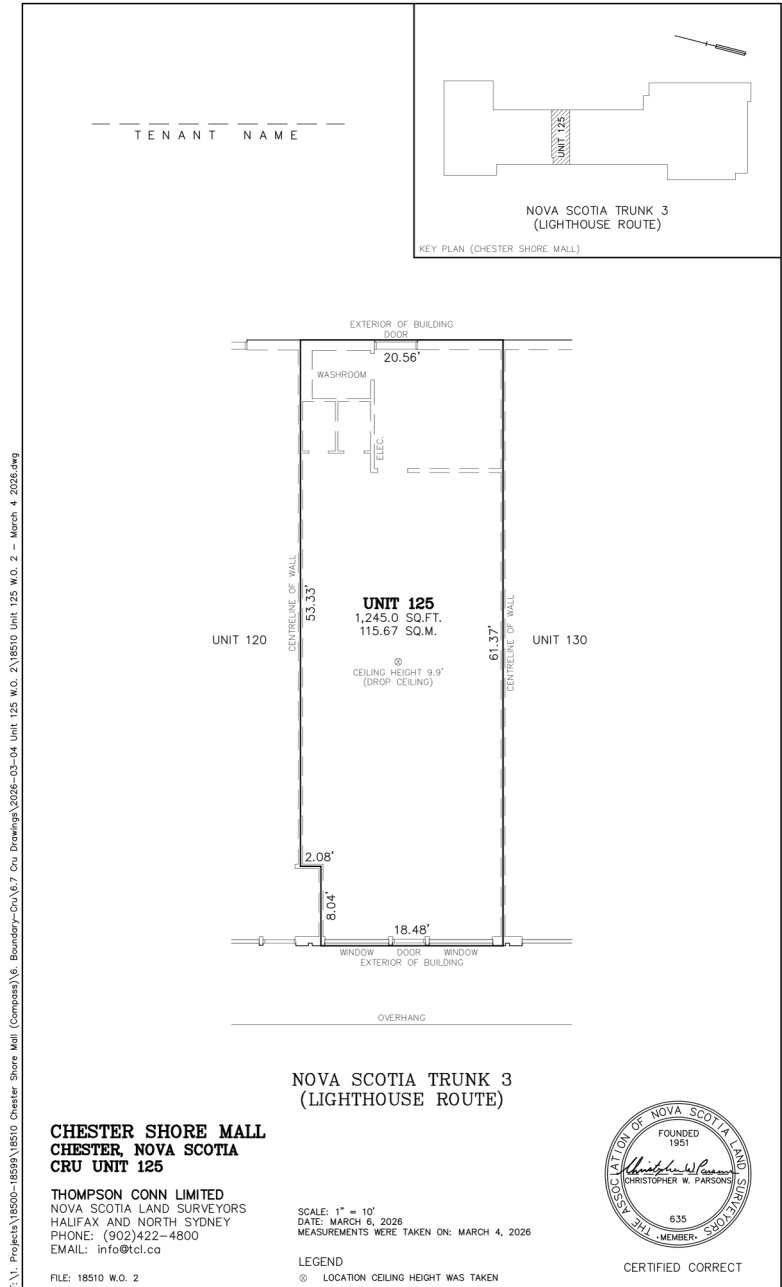 TENANT NAME
UNIT 125
NOVA SCOTIA TRUNK 3
(LIGHTHOUSE ROUTE)
KEY PLAN (CHESTER SHORE MALL)
EXTERIOR OF BUILDING
DOOR
20.56'
WASHROOM
ELEC.
CENTRELINE OF WALL
53.33'
UNIT 125
1,245.0 SQ.FT.
115.67 SQ.M.
UNIT 120
61.37'
CENTRELINE OF WALL
UNIT 130
⊗
CEILING HEIGHT 9.9'
(DROP CEILING)
2.08'
8.04'
18.48'
WINDOW DOOR WINDOW
EXTERIOR OF BUILDING
OVERHANG
NOVA SCOTIA TRUNK 3
(LIGHTHOUSE ROUTE)
CHESTER SHORE MALL
CHESTER, NOVA SCOTIA
CRU UNIT 125
THOMPSON CONN LIMITED
NOVA SCOTIA LAND SURVEYORS
HALIFAX AND NORTH SYDNEY
PHONE: (902)422-4800
EMAIL: info@tcl.ca
FILE: 18510 W.O. 2
SCALE: 1" = 10'
DATE: MARCH 6, 2026
MEASUREMENTS WERE TAKEN ON: MARCH 4, 2026
LEGEND
⊗ LOCATION CEILING HEIGHT WAS TAKEN
THE ASSOCIATION OF NOVA SCOTIA LAND SURVEYORS
FOUNDED
1951
Christopher W Parsons
CHRISTOPHER W. PARSONS
635
·MEMBER·
CERTIFIED CORRECT
F:\1. Projects\18500-18599\18510 Chester Shore Mall (Compass)\6. Boundary-Cru\6.7 Cru Drawings\2026-03-04 Unit 125 W.O. 2\18510 Unit 125 W.O. 2 - March 4 2026.dwg